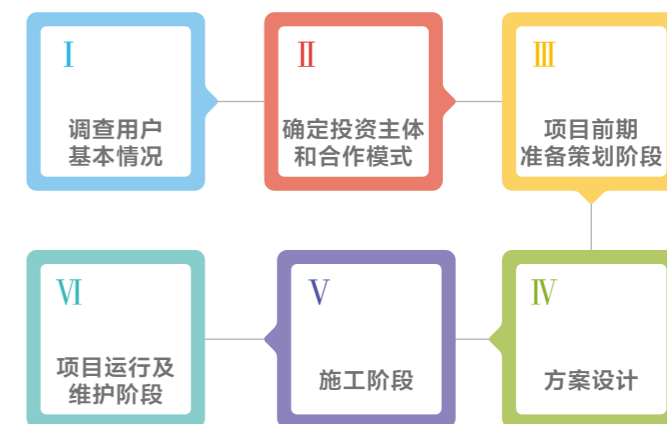 Ⅰ
调查用户
基本情况
Ⅱ
确定投资主体
和合作模式
Ⅲ
项目前期
准备策划阶段
Ⅳ
方案设计
Ⅴ
施工阶段
Ⅵ
项目运行及
维护阶段